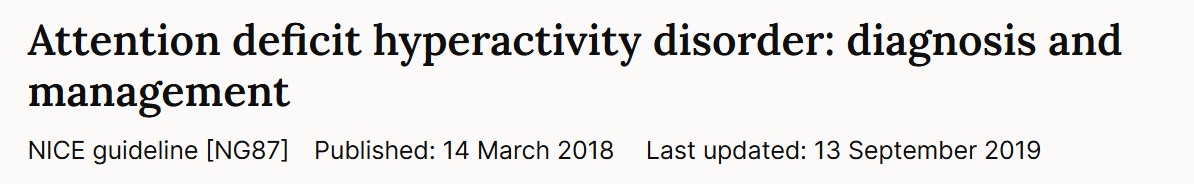 Attention deficit hyperactivity disorder: diagnosis and
management
NICE guideline [NG87] Published: 14 March 2018 Last updated: 13 September 2019